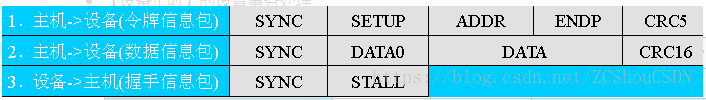 1．主机->设备(令牌信息包) SYNC SETUP ADDR ENDP CRC5
2．主机->设备(数据信息包) SYNC DATA0 DATA CRC16
3．设备->主机(握手信息包) SYNC STALL
https://blog.csdn.net/ZCShouCSDN